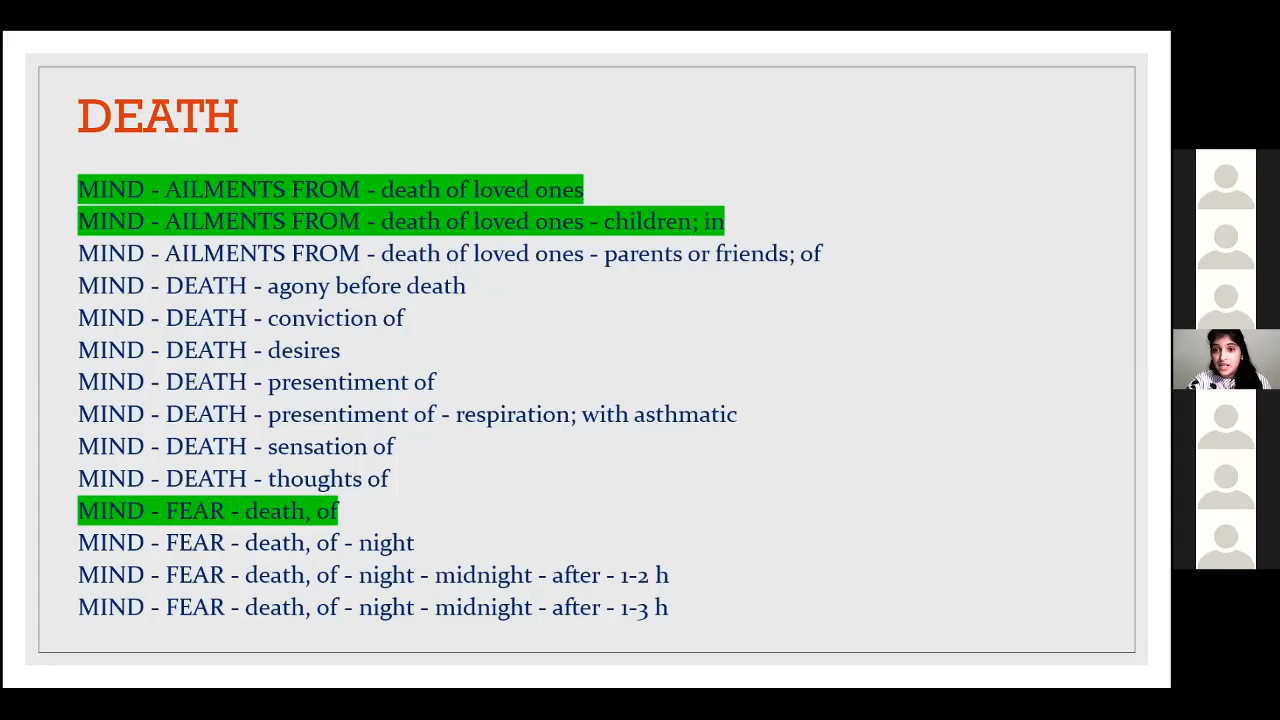 DEATH
MIND - AILMENTS FROM - death of loved ones
MIND - AILMENTS FROM - death of loved ones - children; in
MIND - AILMENTS FROM - death of loved ones - parents or friends; of
MIND - DEATH - agony before death
MIND - DEATH - conviction of
MIND - DEATH - desires
MIND - DEATH - presentiment of
MIND - DEATH - presentiment of - respiration; with asthmatic
MIND - DEATH - sensation of
MIND - DEATH - thoughts of
MIND - FEAR - death, of
MIND - FEAR - death, of - night
MIND - FEAR - death, of - night - midnight - after - 1-2 h
MIND - FEAR - death, of - night - midnight - after - 1-3 h